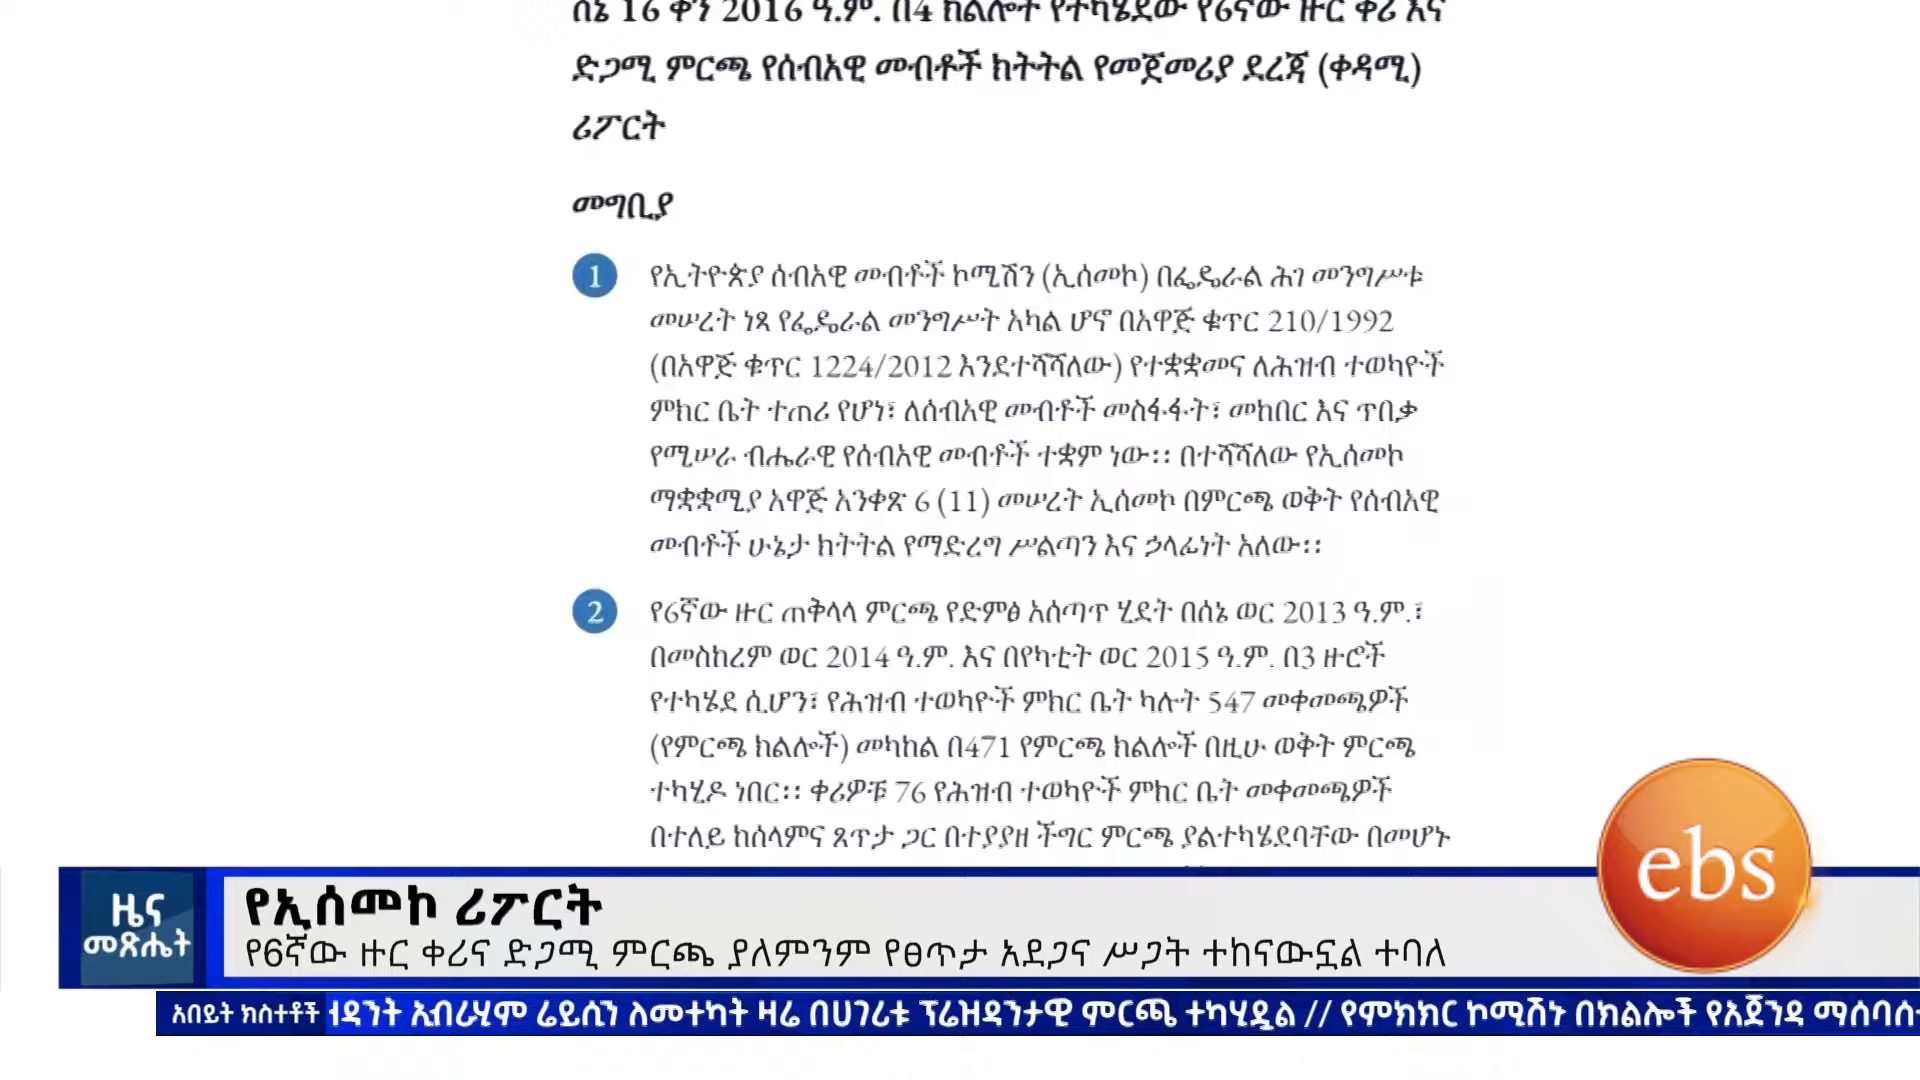 በሰኔ 16 ቀን 2016 ዓ.ም. በ4 ክልሎች የተካሄደው የ6ኛው ዙር ቀሪ እና
ድጋሚ ምርጫ የሰብአዊ መብቶች ክትትል የመጀመሪያ ደረጃ (ቀዳሚ)
ሪፖርት
መግቢያ
1 የኢትዮጵያ ሰብአዊ መብቶች ኮሚሽን (ኢሰመኮ) በፌዴራል ሕገ መንግሥቱ
መሠረት ነጻ የፌዴራል መንግሥት አካል ሆኖ በአዋጅ ቁጥር 210/1992
(በአዋጅ ቁጥር 1224/2012 እንደተሻሻለው) የተቋቋመና ለሕዝብ ተወካዮች
ምክር ቤት ተጠሪ የሆነ፣ ለሰብአዊ መብቶች መስፋፋት፣ መከበር እና ጥበቃ
የሚሠራ ብሔራዊ የሰብአዊ መብቶች ተቋም ነው፡፡ በተሻሻለው የኢሰመኮ
ማቋቋሚያ አዋጅ አንቀጽ 6 (11) መሠረት ኢሰመኮ በምርጫ ወቅት የሰብአዊ
መብቶች ሁኔታ ክትትል የማድረግ ሥልጣን እና ኃላፊነት አለው፡፡
2 የ6ኛው ዙር ጠቅላላ ምርጫ የድምፅ አሰጣጥ ሂደት በሰኔ ወር 2013 ዓ.ም.፣
በመስከረም ወር 2014 ዓ.ም. እና በየካቲት ወር 2015 ዓ.ም. በ3 ዙሮች
የተካሄደ ሲሆን፣ የሕዝብ ተወካዮች ምክር ቤት ካሉት 547 መቀመጫዎች
(የምርጫ ክልሎች) መካከል በ471 የምርጫ ክልሎች በዚሁ ወቅት ምርጫ
ተካሂዶ ነበር፡፡ ቀሪዎቹ 76 የሕዝብ ተወካዮች ምክር ቤት መቀመጫዎች
በተለይ ከሰላምና ጸጥታ ጋር በተያያዘ ችግር ምርጫ ያልተካሄደባቸው በመሆኑ
ebs
ዜና
መጽሔት
የኢሰመኮ ሪፖርት
የ6ኛው ዙር ቀሪና ድጋሚ ምርጫ ያለምንም የፀጥታ አደጋና ሥጋት ተከናውኗል ተባለ
አበይት ክስተቶች ዳንት ኢብራሂም ሬይሲን ለመተካት ዛሬ በሀገሪቱ ፕሬዝዳንታዊ ምርጫ ተካሂዷል // የምክክር ኮሚሽኑ በክልሎች የአጀንዳ ማሰባሰ